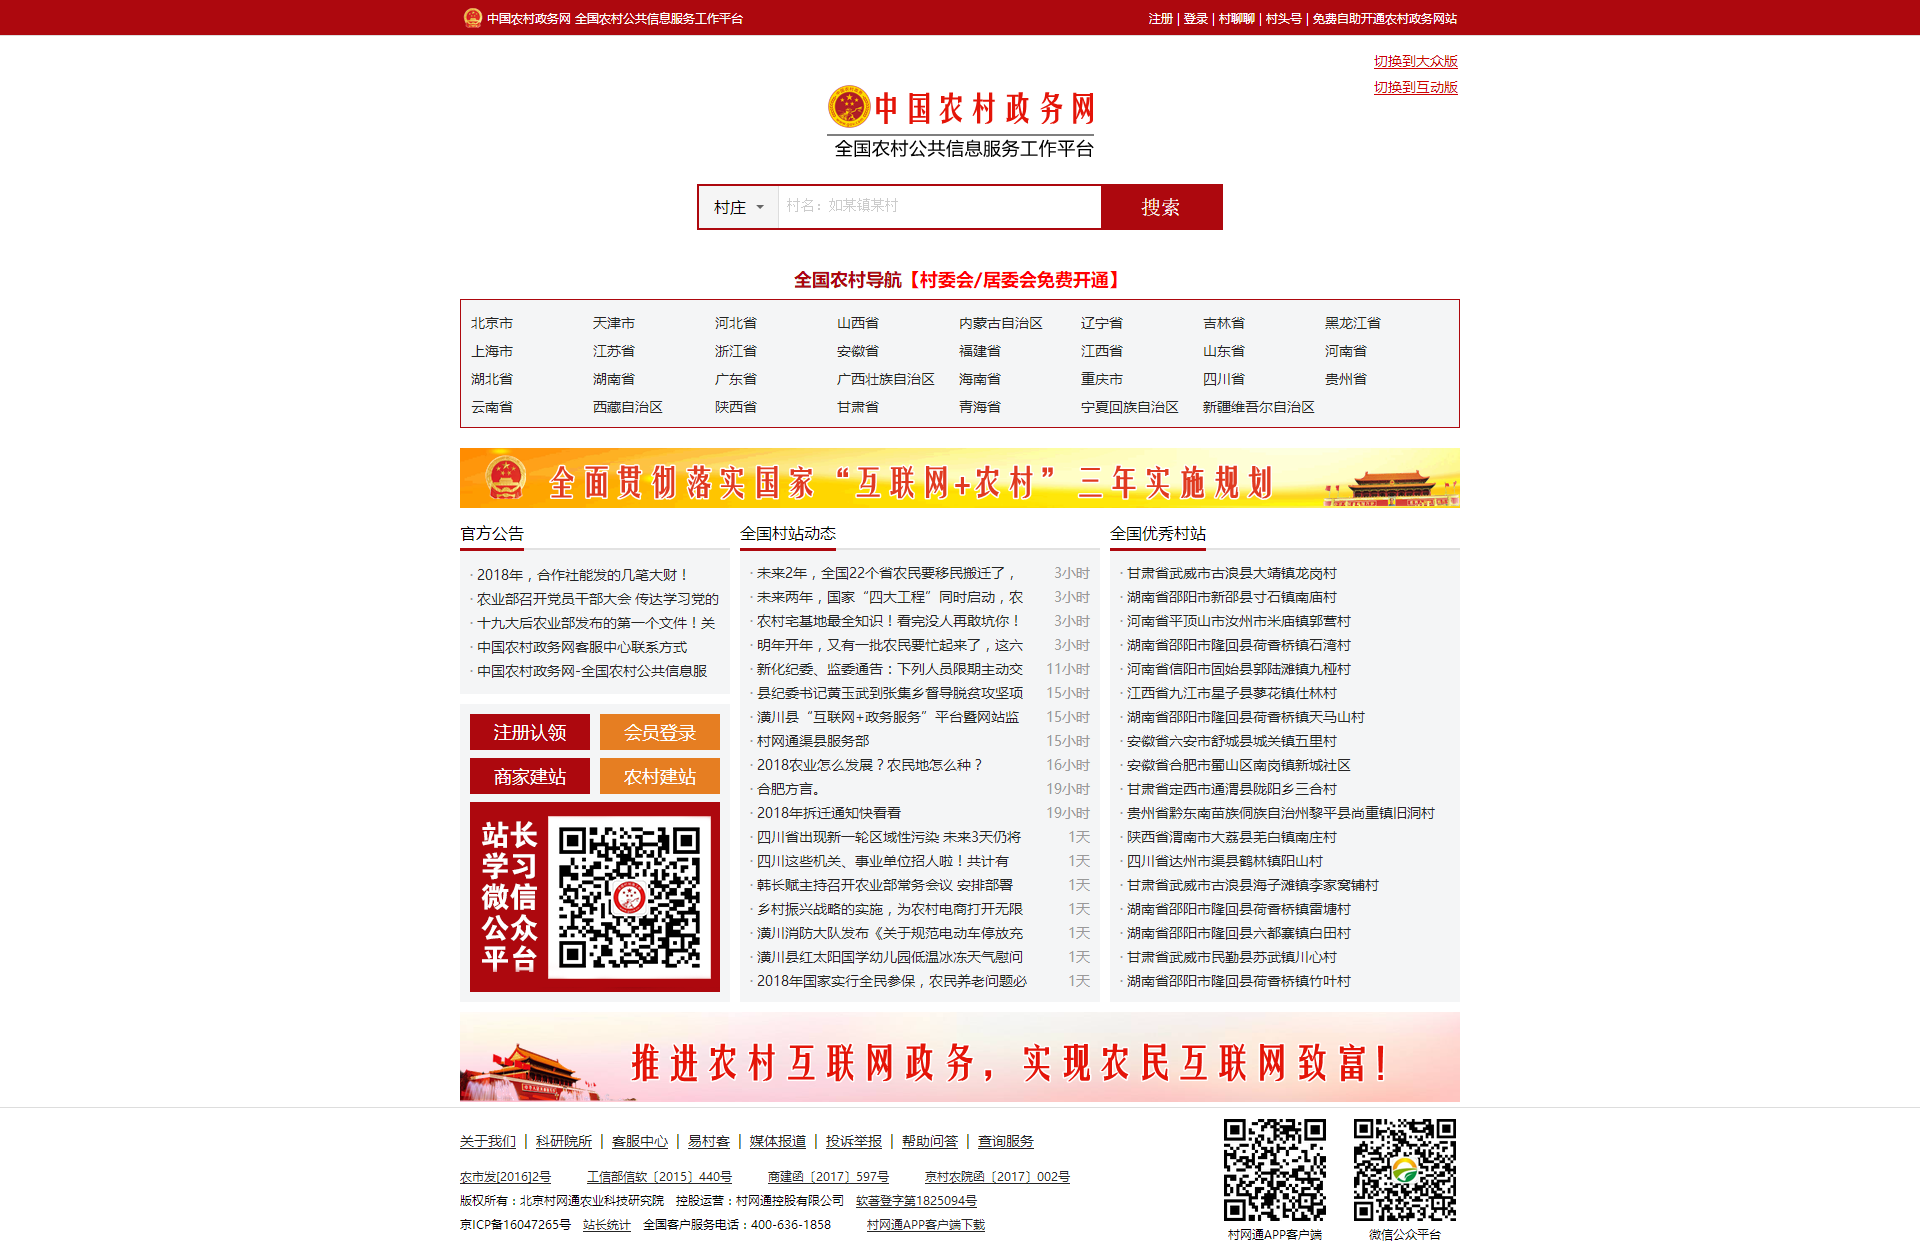 中国农村政务网 全国农村公共信息服务工作平台
注册 | 登录 | 村聊聊 | 村头号 | 免费自助开通农村政务网站
切换到大众版
切换到互动版
中国农村政务网
全国农村公共信息服务工作平台
村庄 村名：如某镇某村 搜索
全国农村导航【村委会/居委会免费开通】
北京市 天津市 河北省 山西省 内蒙古自治区 辽宁省 吉林省 黑龙江省
上海市 江苏省 浙江省 安徽省 福建省 江西省 山东省 河南省
湖北省 湖南省 广东省 广西壮族自治区 海南省 重庆市 四川省 贵州省
云南省 西藏自治区 陕西省 甘肃省 青海省 宁夏回族自治区 新疆维吾尔自治区
全面贯彻落实国家“互联网+农村”三年实施规划
官方公告
· 2018年，合作社能发的几笔大财！
· 农业部召开党员干部大会 传达学习党的
· 十九大后农业部发布的第一个文件！关
· 中国农村政务网客服中心联系方式
· 中国农村政务网-全国农村公共信息服
注册认领 会员登录
商家建站 农村建站
站长
学习
微信
公众
平台
全国村站动态
· 未来2年，全国22个省农民要移民搬迁了， 3小时
· 未来两年，国家“四大工程”同时启动，农 3小时
· 农村宅基地最全知识！看完没人再敢坑你！ 3小时
· 明年开年，又有一批农民要忙起来了，这六 3小时
· 新化纪委、监委通告：下列人员限期主动交 11小时
· 县纪委书记黄玉武到张集乡督导脱贫攻坚项 15小时
· 潢川县“互联网+政务服务”平台暨网站监 15小时
· 村网通渠县服务部 15小时
· 2018农业怎么发展？农民地怎么种？ 16小时
· 合肥方言。 19小时
· 2018年拆迁通知快看看 19小时
· 四川省出现新一轮区域性污染 未来3天仍将 1天
· 四川这些机关、事业单位招人啦！共计有 1天
· 韩长赋主持召开农业部常务会议 安排部署 1天
· 乡村振兴战略的实施，为农村电商打开无限 1天
· 潢川消防大队发布《关于规范电动车停放充 1天
· 潢川县红太阳国学幼儿园低温冰冻天气慰问 1天
· 2018年国家实行全民参保，农民养老问题必 1天
全国优秀村站
· 甘肃省武威市古浪县大靖镇龙岗村
· 湖南省邵阳市新邵县寸石镇南庙村
· 河南省平顶山市汝州市米庙镇郭营村
· 湖南省邵阳市隆回县荷香桥镇石湾村
· 河南省信阳市固始县郭陆滩镇九桠村
· 江西省九江市星子县蓼花镇仕林村
· 湖南省邵阳市隆回县荷香桥镇天马山村
· 安徽省六安市舒城县城关镇五里村
· 安徽省合肥市蜀山区南岗镇新城社区
· 甘肃省定西市通渭县陇阳乡三合村
· 贵州省黔东南苗族侗族自治州黎平县尚重镇旧洞村
· 陕西省渭南市大荔县羌白镇南庄村
· 四川省达州市渠县鹤林镇阳山村
· 甘肃省武威市古浪县海子滩镇李家窝铺村
· 湖南省邵阳市隆回县荷香桥镇雷塘村
· 湖南省邵阳市隆回县六都寨镇白田村
· 甘肃省武威市民勤县苏武镇川心村
· 湖南省邵阳市隆回县荷香桥镇竹叶村
推进农村互联网政务，实现农民互联网致富！
关于我们 | 科研院所 | 客服中心 | 易村客 | 媒体报道 | 投诉举报 | 帮助问答 | 查询服务
农市发[2016]2号 工信部信软〔2015〕440号 商建函〔2017〕597号 京村农院函〔2017〕002号
版权所有：北京村网通农业科技研究院 控股运营：村网通控股有限公司 软著登字第1825094号
京ICP备16047265号 站长统计 全国客户服务电话：400-636-1858 村网通APP客户端下载
村网通APP客户端
微信公众平台